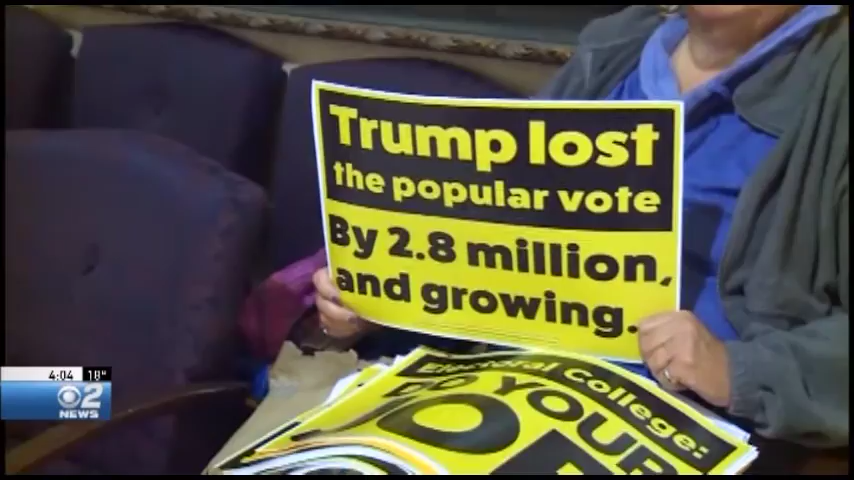 Trump lost
the popular vote
By 2.8 million,
and growing.
Electoral College:
DO YOUR
JO
4:04 18°
2
NEWS